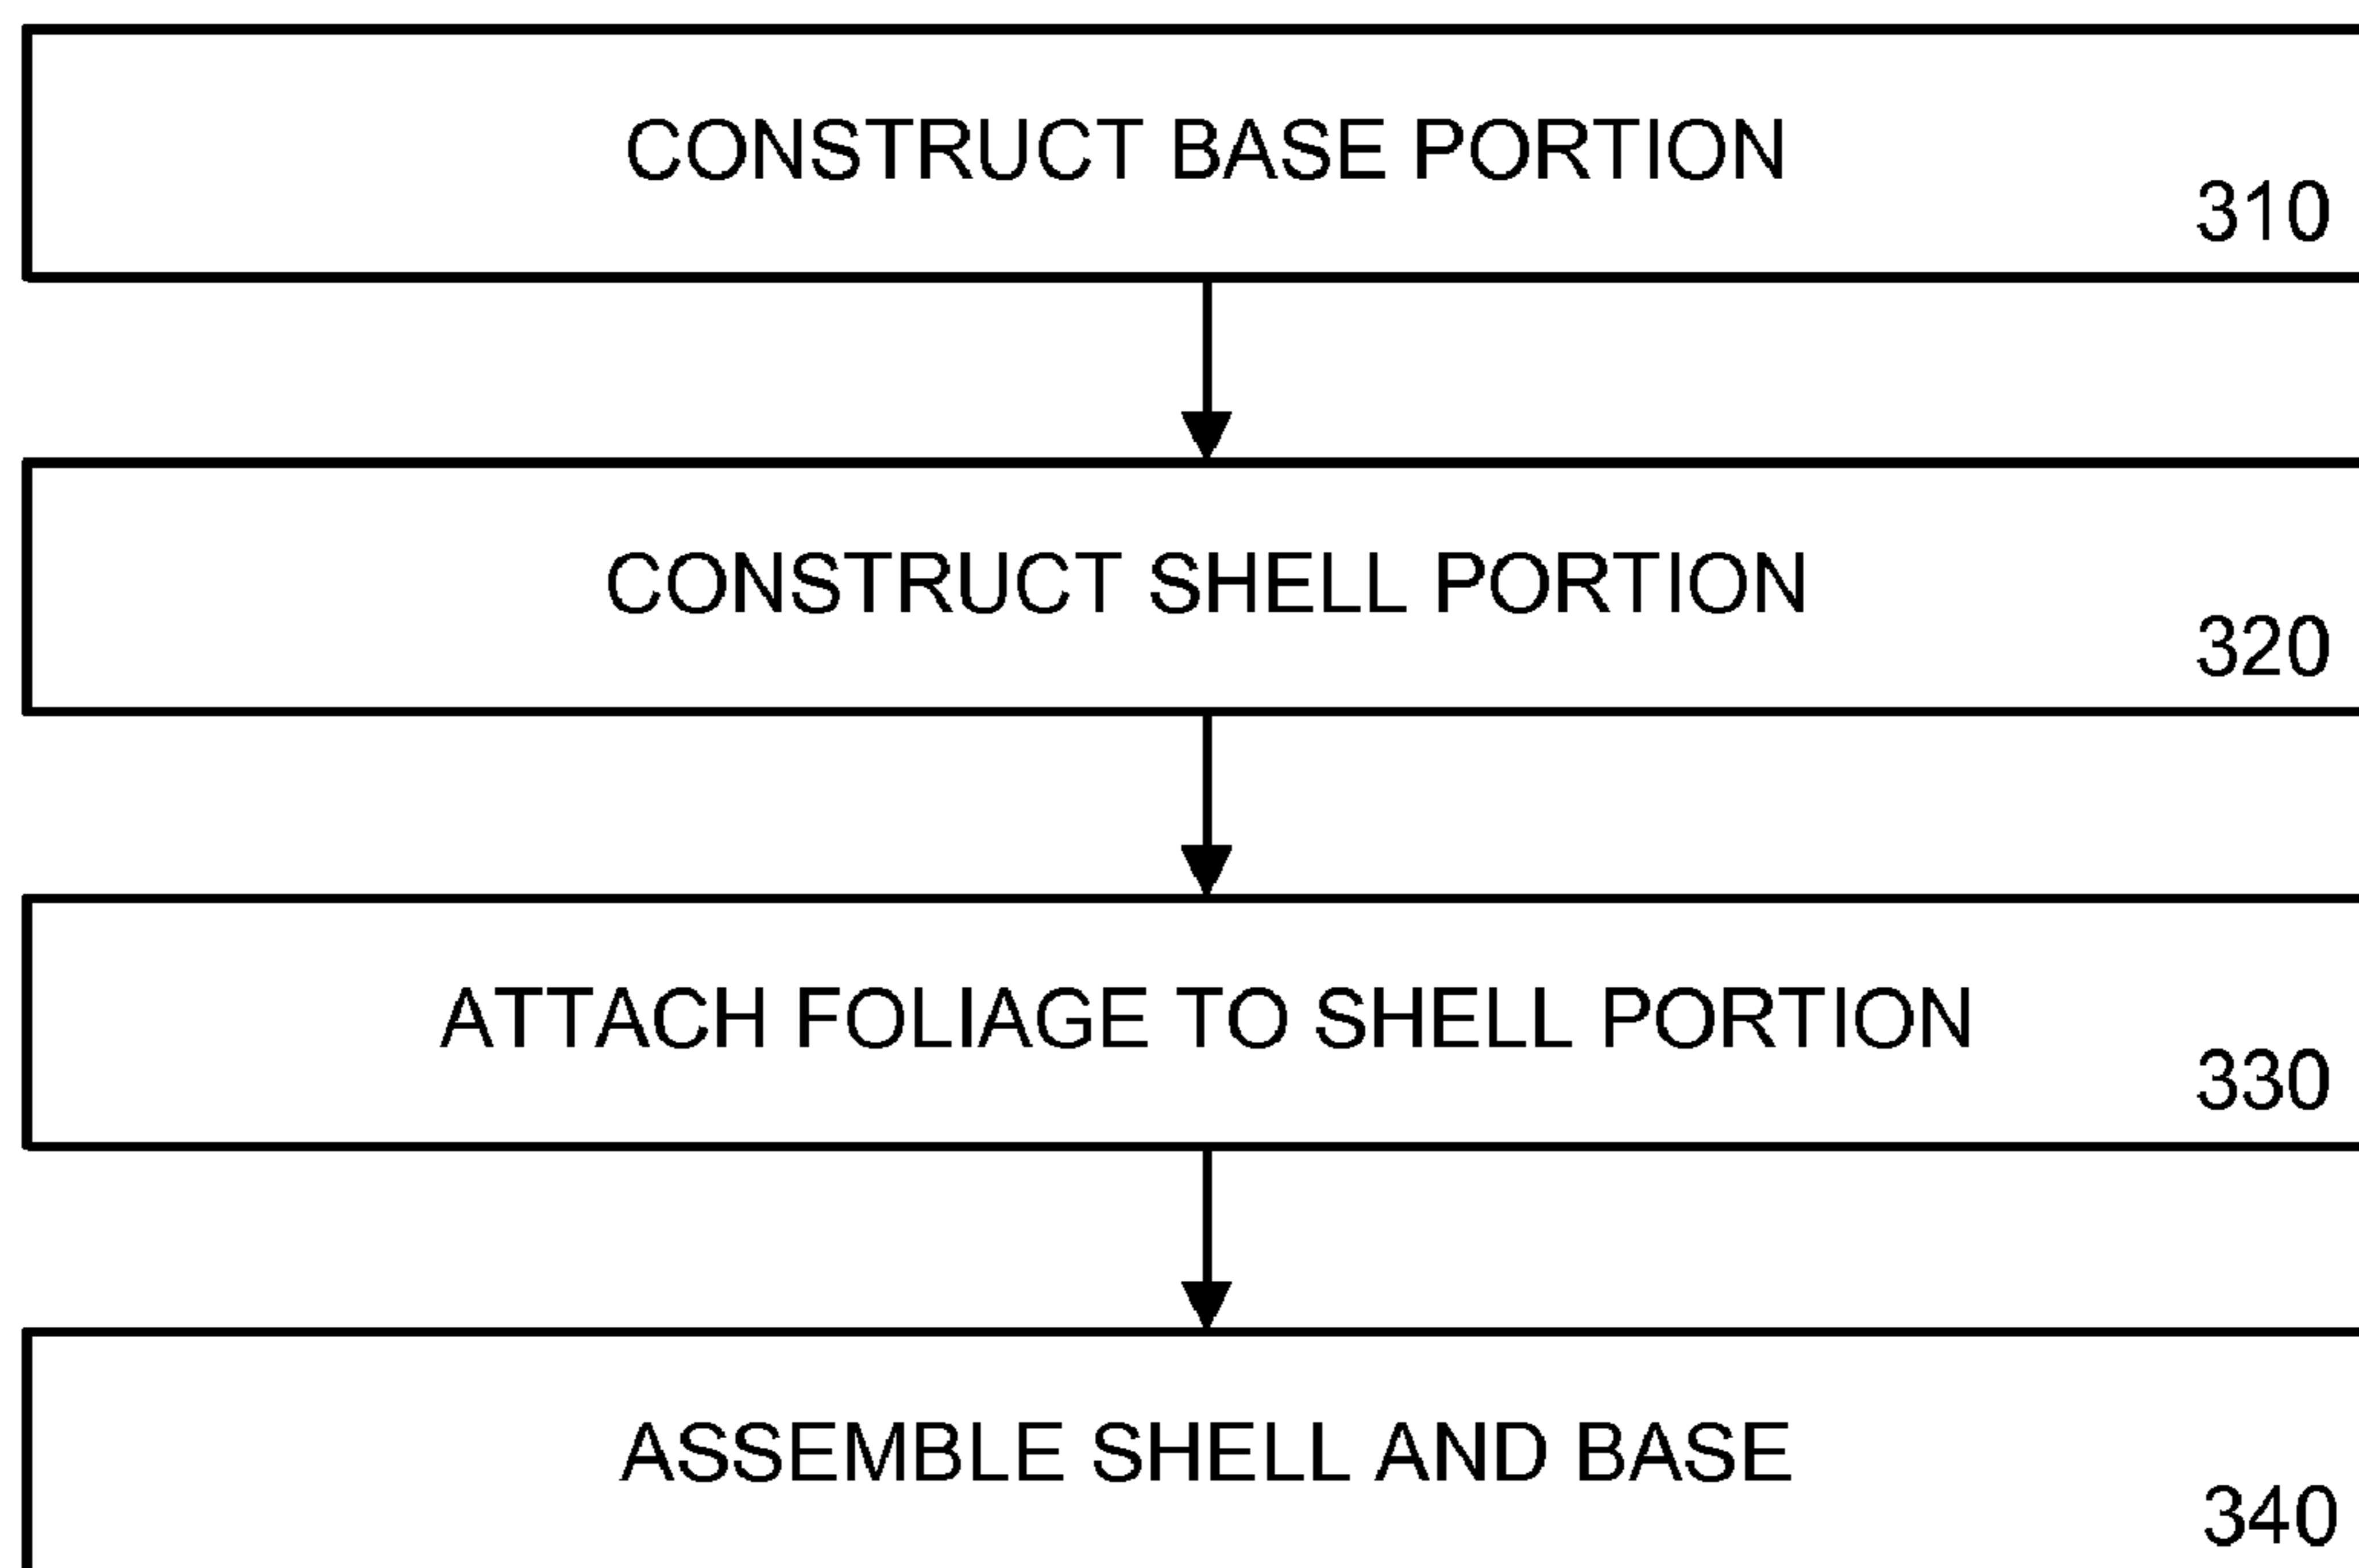 CONSTRUCT BASE PORTION
310
CONSTRUCT SHELL PORTION
320
ATTACH FOLIAGE TO SHELL PORTION
330
ASSEMBLE SHELL AND BASE
340